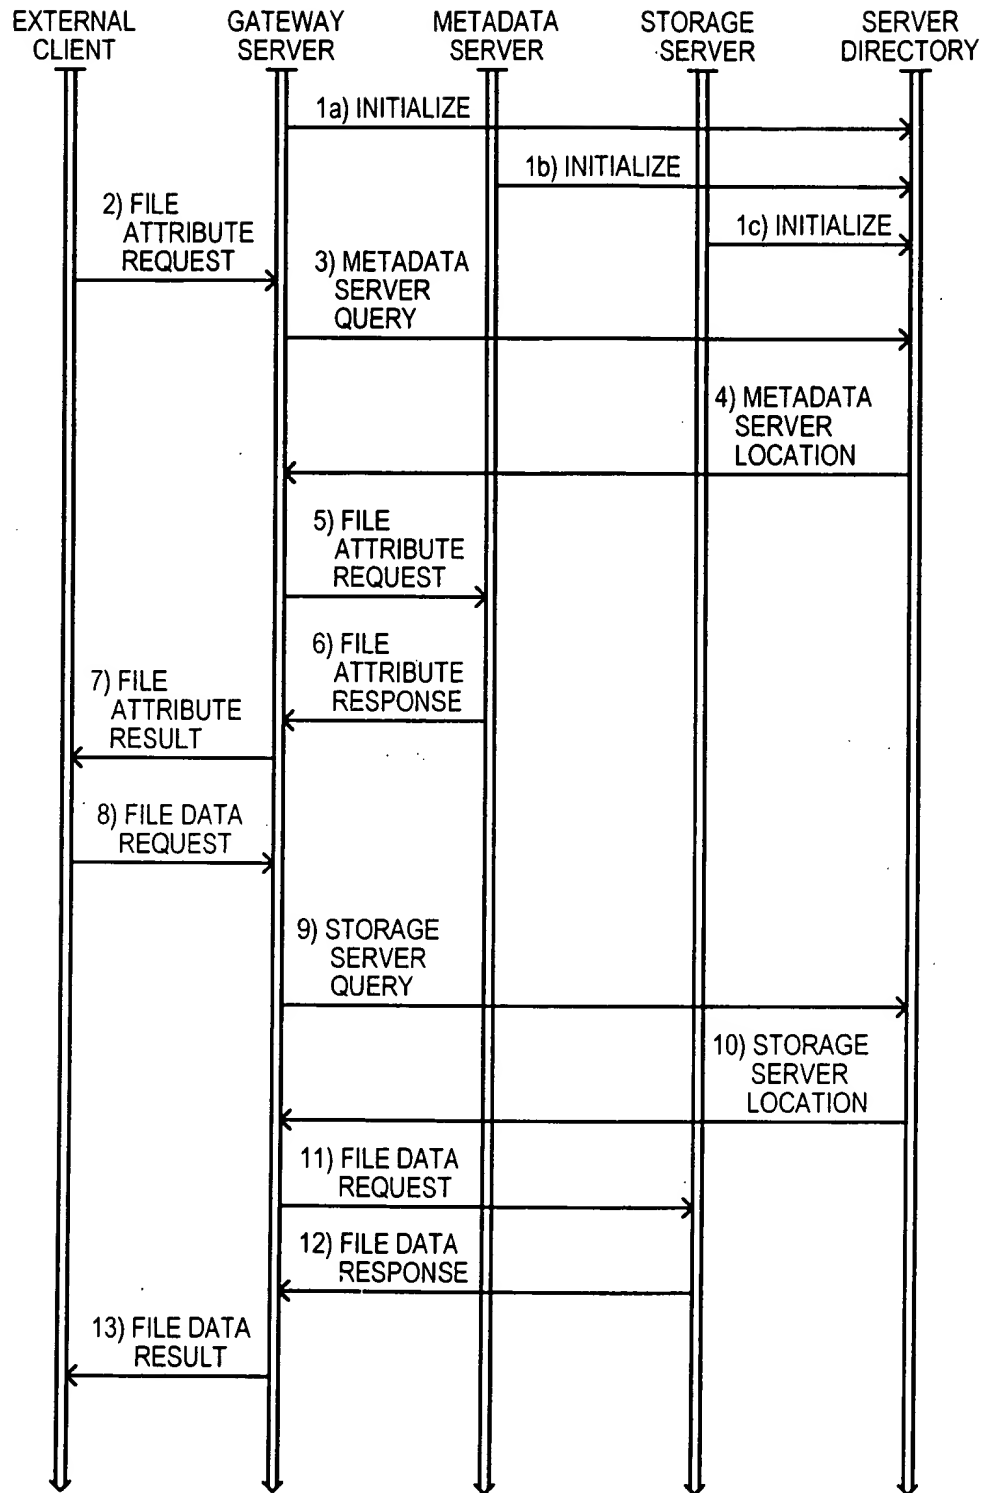 EXTERNAL
CLIENT
GATEWAY
SERVER
METADATA
SERVER
STORAGE
SERVER
SERVER
DIRECTORY
1a) INITIALIZE
1b) INITIALIZE
1c) INITIALIZE
2) FILE
ATTRIBUTE
REQUEST
3) METADATA
SERVER
QUERY
4) METADATA
SERVER
LOCATION
5) FILE
ATTRIBUTE
REQUEST
6) FILE
ATTRIBUTE
RESPONSE
7) FILE
ATTRIBUTE
RESULT
8) FILE DATA
REQUEST
9) STORAGE
SERVER
QUERY
10) STORAGE
SERVER
LOCATION
11) FILE DATA
REQUEST
12) FILE DATA
RESPONSE
13) FILE DATA
RESULT